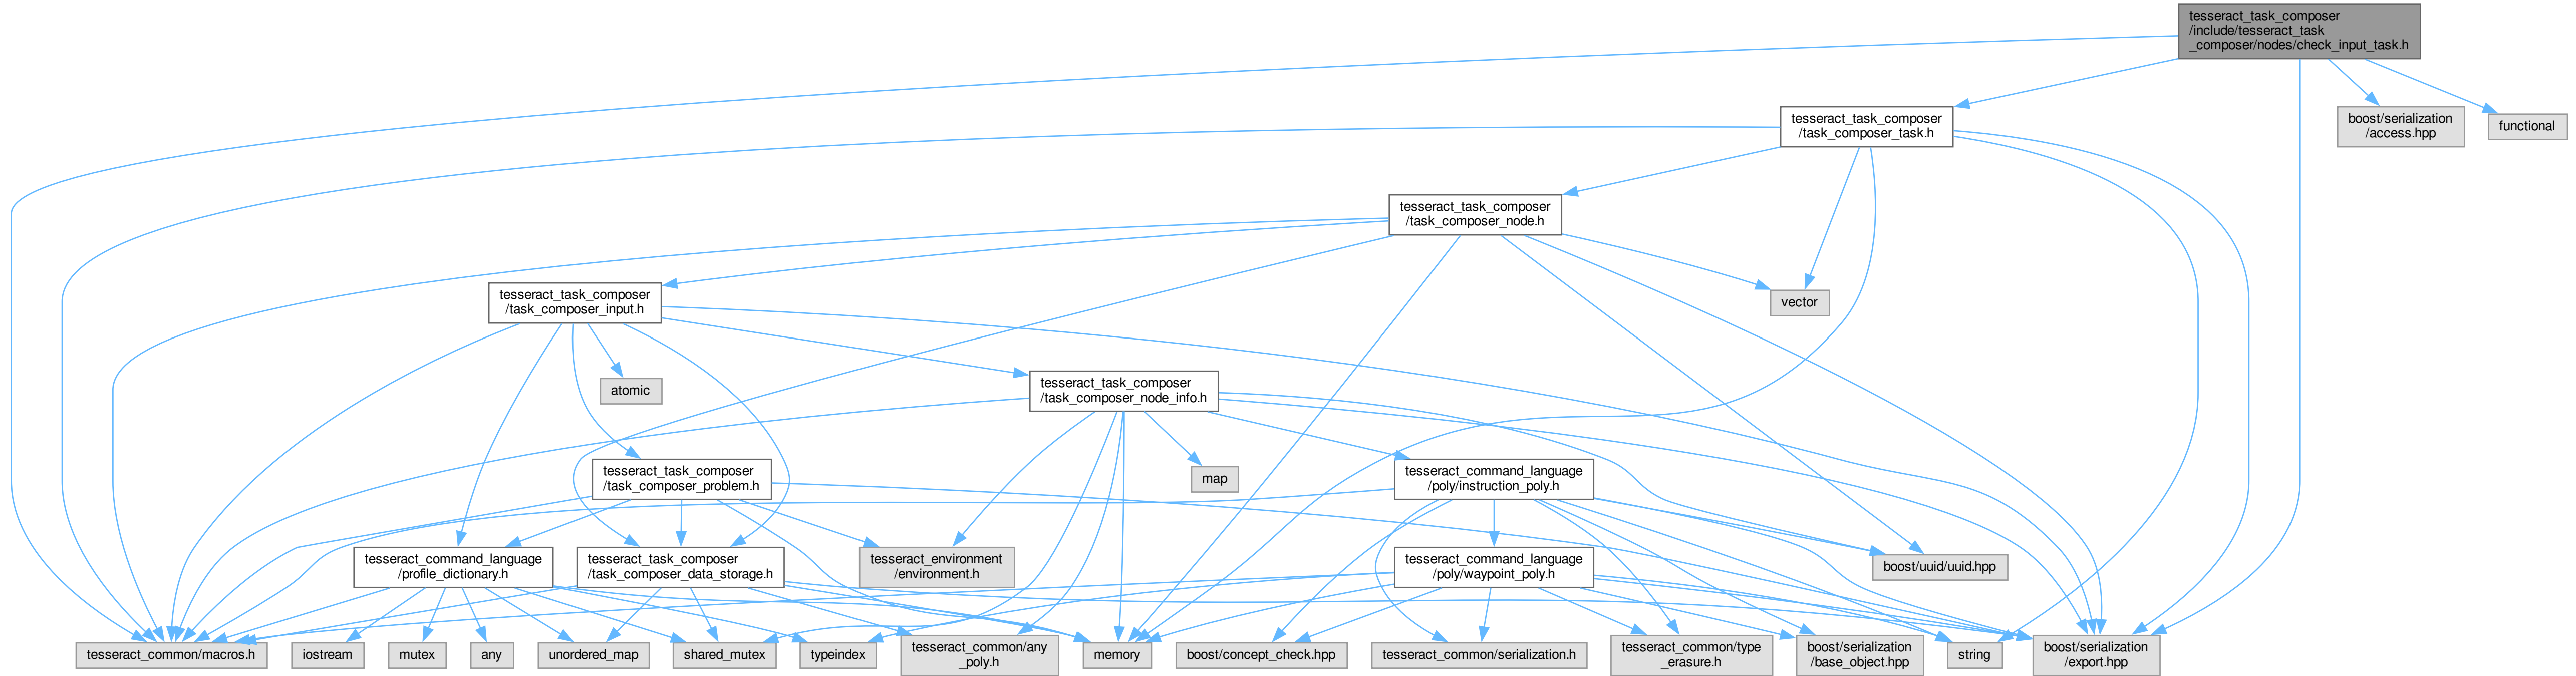 tesseract_task_composer
/include/tesseract_task
_composer/nodes/check_input_task.h
tesseract_task_composer
/task_composer_task.h
boost/serialization
/access.hpp
functional
tesseract_task_composer
/task_composer_node.h
tesseract_task_composer
/task_composer_input.h
vector
atomic
tesseract_task_composer
/task_composer_node_info.h
tesseract_task_composer
/task_composer_problem.h
map
tesseract_command_language
/poly/instruction_poly.h
tesseract_command_language
/profile_dictionary.h
tesseract_task_composer
/task_composer_data_storage.h
tesseract_environment
/environment.h
tesseract_command_language
/poly/waypoint_poly.h
boost/uuid/uuid.hpp
tesseract_common/macros.h
iostream
mutex
any
unordered_map
shared_mutex
typeindex
tesseract_common/any
_poly.h
memory
boost/concept_check.hpp
tesseract_common/serialization.h
tesseract_common/type
_erasure.h
boost/serialization
/base_object.hpp
string
boost/serialization
/export.hpp